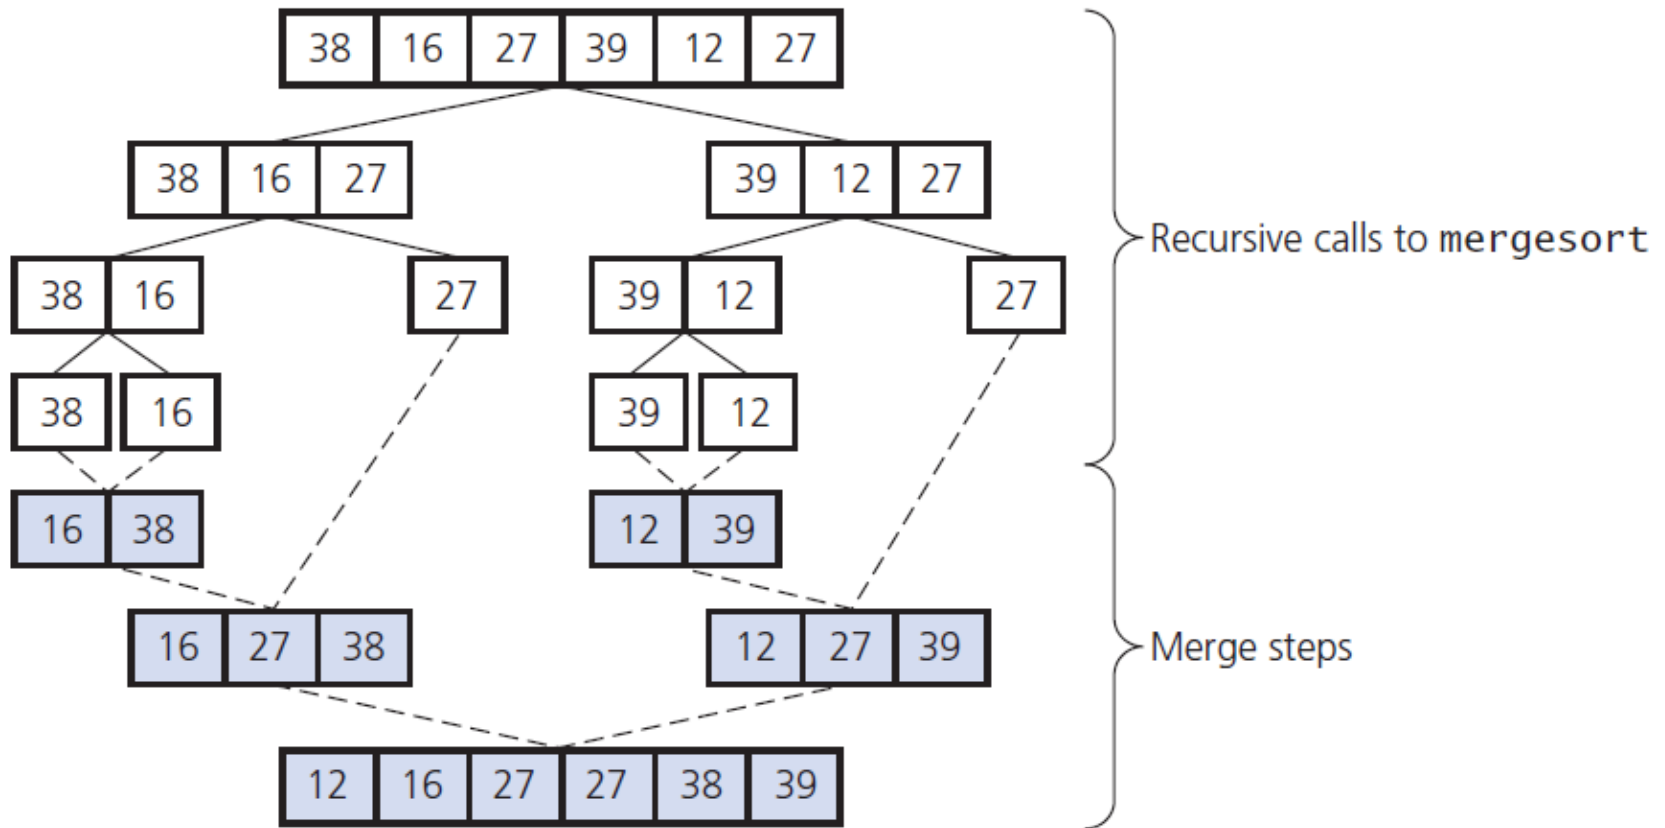 38 16 27 39 12 27
38 16 27 39 12 27
Recursive calls to mergesort
38 16 27 39 12 27
38 16 39 12
16 38 12 39
16 27 38 12 27 39
Merge steps
12 16 27 27 38 39